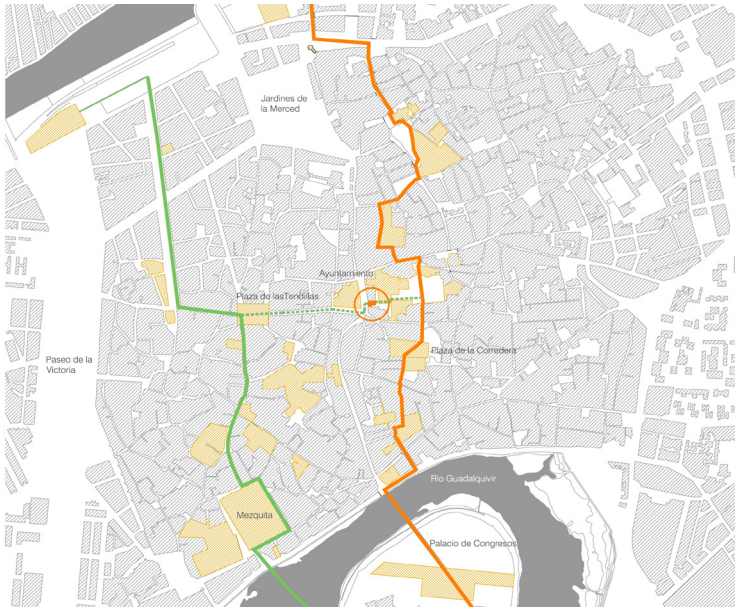 Jardines de
la Merced
Ayuntamiento
Plaza de lasTendillas
Plaza de la Corredera
Paseo de la
Victoria
Rio Guadalquivir
Mezquita
Palacio de Congresos